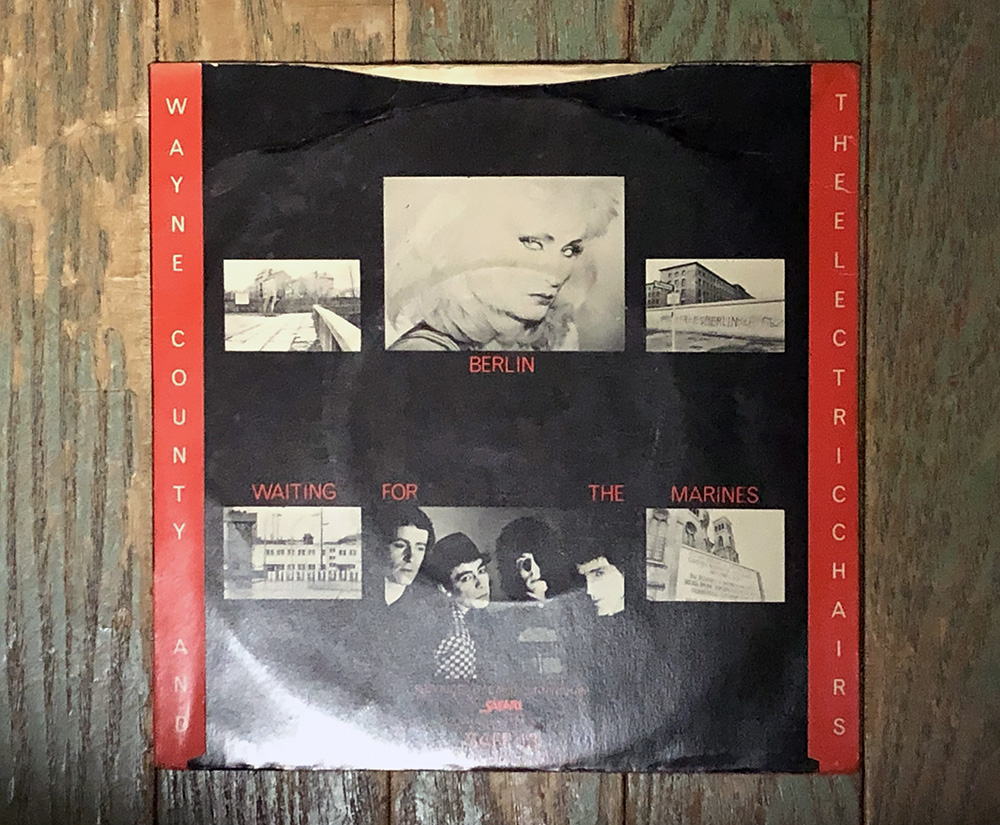 WAYNE COUNTY AND
THE ELECTRIC CHAIRS
BERLIN
WAITING FOR THE MARINES
SAFARI